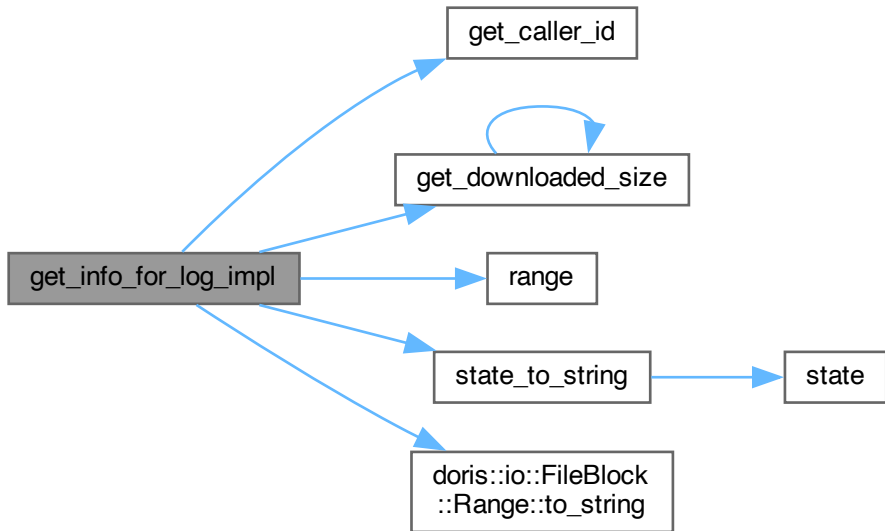 get_caller_id
get_downloaded_size
get_info_for_log_impl
range
state_to_string
state
doris::io::FileBlock
::Range::to_string